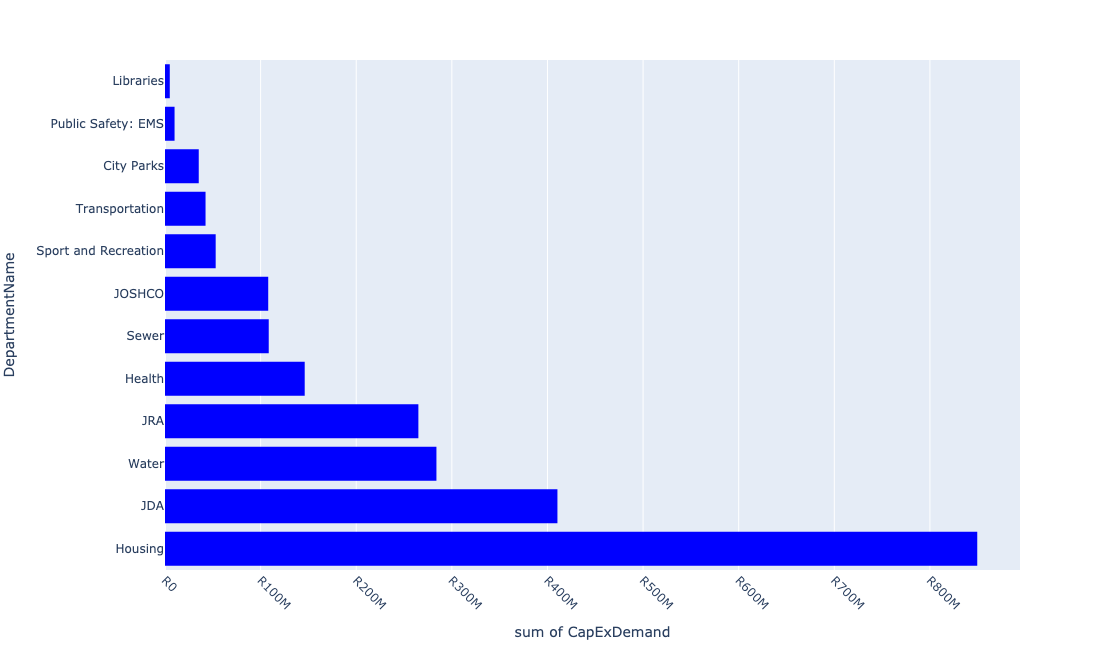 DepartmentName
Libraries
Public Safety: EMS
City Parks
Transportation
Sport and Recreation
JOSHCO
Sewer
Health
JRA
Water
JDA
Housing
R0
R100M
R200M
R300M
R400M
R500M
R600M
R700M
R800M
sum of CapExDemand